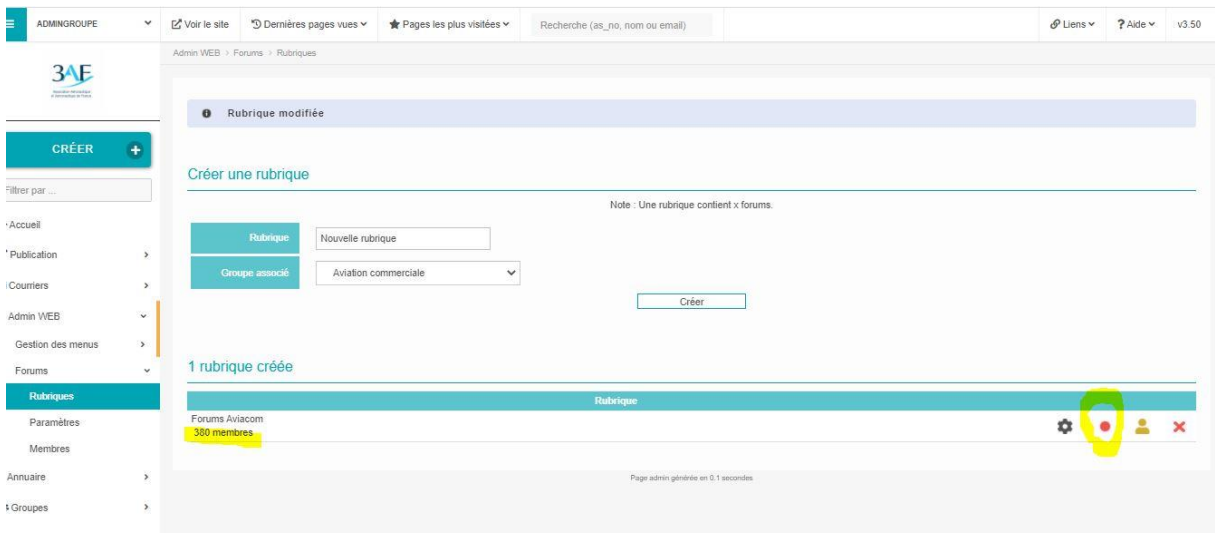 ADMINGROUPE
Voir le site
Dernières pages vues
Pages les plus visitées
Recherche (as_no, nom ou email)
Liens
? Aide
v3.50
Admin WEB > Forums > Rubriques
3AF
Rubrique modifiée
CRÉER
Créer une rubrique
Filtrer par ...
Note : Une rubrique contient x forums.
Accueil
Rubrique
Nouvelle rubrique
Publication
Groupe associé
Aviation commerciale
Courriers
Créer
Admin WEB
Gestion des menus
Forums
1 rubrique créée
Rubriques
Rubrique
Forums Aviacom
380 membres
Paramètres
Membres
Annuaire
Page admin générée en 0.1 secondes
Groupes